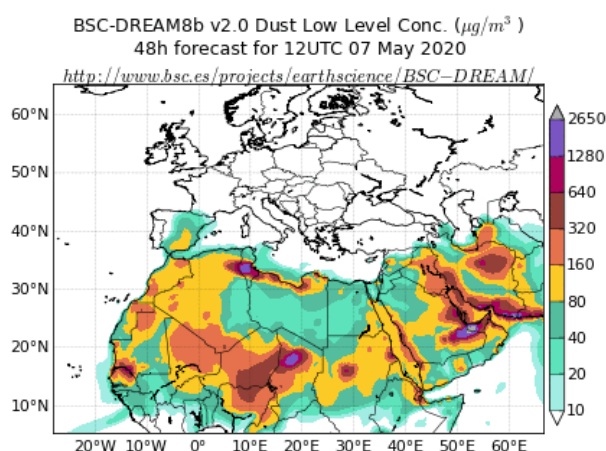 BSC-DREAM8b v2.0 Dust Low Level Conc. (μg/m³ )
48h forecast for 12UTC 07 May 2020
http://www.bsc.es/projects/earthscience/BSC−DREAM/
60°N
50°N
40°N
30°N
20°N
10°N
20°W
10°W
0°
10°E
20°E
30°E
40°E
50°E
60°E
2650
1280
640
320
160
80
40
20
10